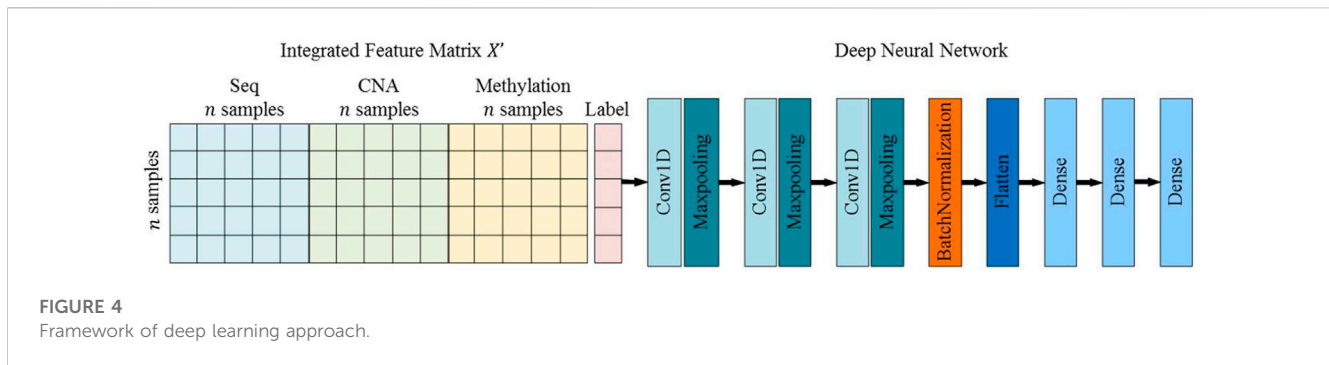 Integrated Feature Matrix X'
Deep Neural Network
Seq
n samples
CNA
n samples
Methylation
n samples
Label
n samples
Conv1D
Maxpooling
Conv1D
Maxpooling
Conv1D
Maxpooling
BatchNormalization
Flatten
Dense
Dense
Dense
FIGURE 4
Framework of deep learning approach.